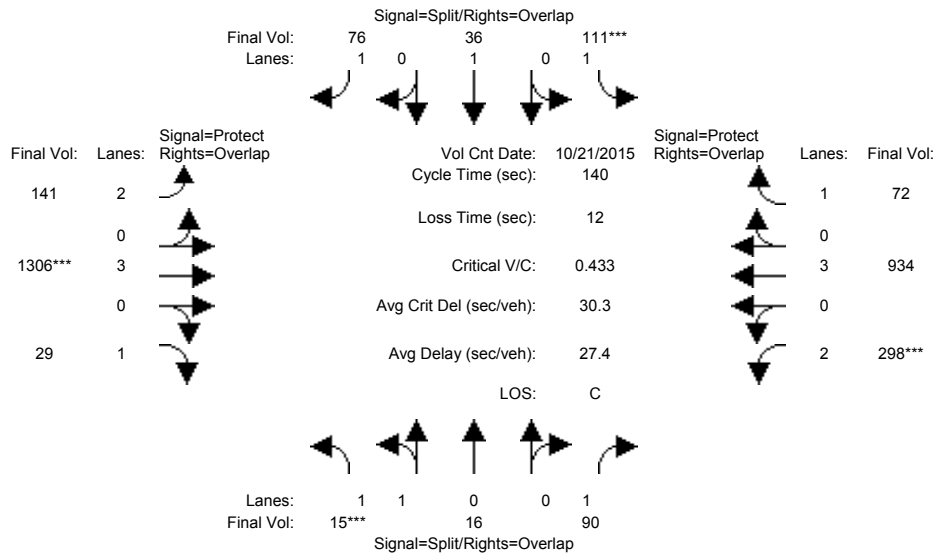 Signal=Split/Rights=Overlap
Final Vol: 76 36 111***
Lanes: 1 0 1 0 1
Signal=Protect Signal=Protect
Final Vol: Lanes: Rights=Overlap Vol Cnt Date: 10/21/2015 Rights=Overlap Lanes: Final Vol:
Cycle Time (sec): 140
141 2 1 72
Loss Time (sec): 12
0 0
1306*** 3 Critical V/C: 0.433 3 934
0 Avg Crit Del (sec/veh): 30.3 0
29 1 Avg Delay (sec/veh): 27.4 2 298***
LOS: C
Lanes: 1 1 0 0 1
Final Vol: 15*** 16 90
Signal=Split/Rights=Overlap